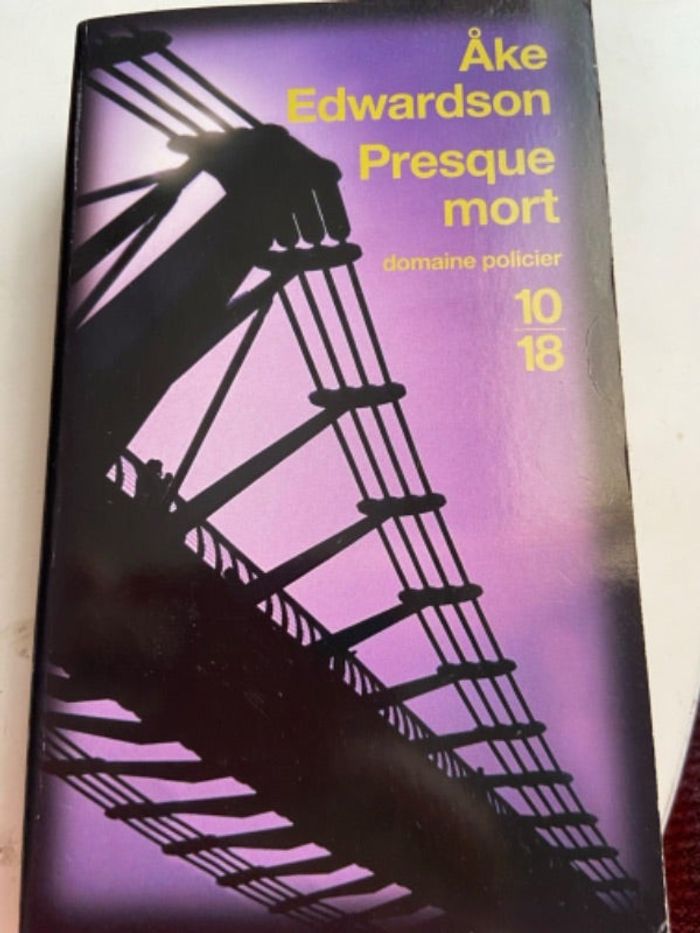 Åke
Edwardson
Presque
mort
domaine policier
10
18